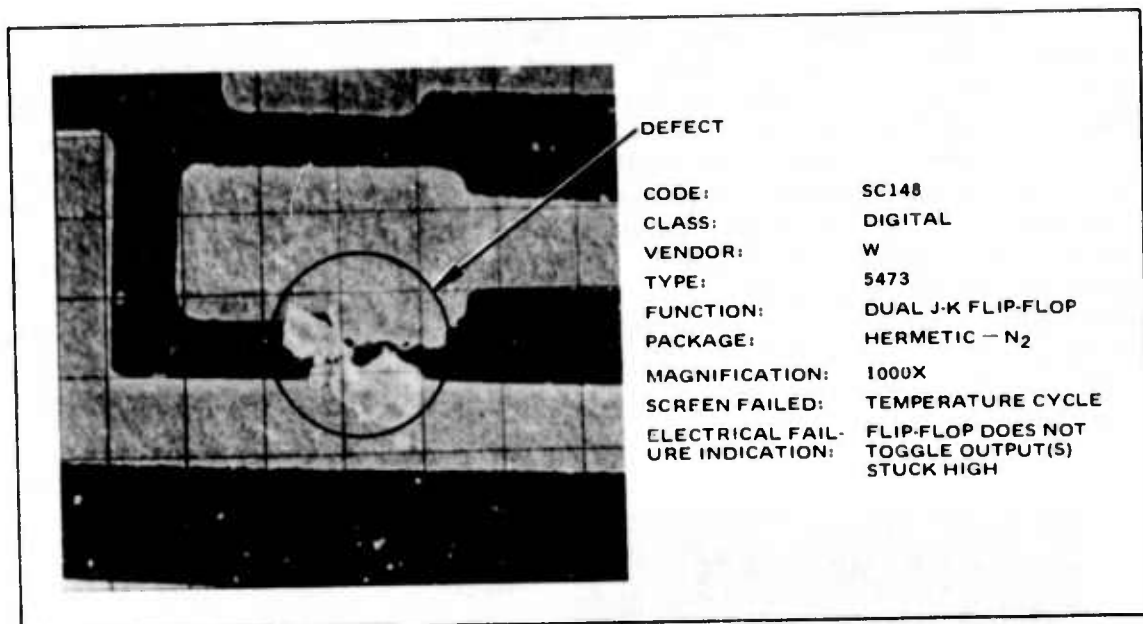 DEFECT
CODE: SC148
CLASS: DIGITAL
VENDOR: W
TYPE: 5473
FUNCTION: DUAL J-K FLIP-FLOP
PACKAGE: HERMETIC — N2
MAGNIFICATION: 1000X
SCREEN FAILED: TEMPERATURE CYCLE
ELECTRICAL FAIL- FLIP-FLOP DOES NOT
URE INDICATION: TOGGLE OUTPUT(S)
STUCK HIGH